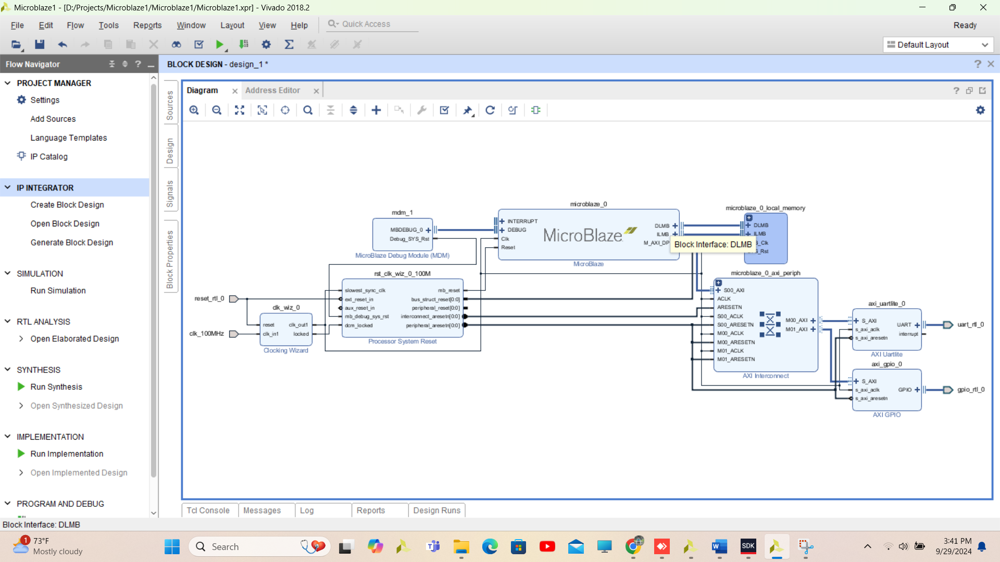 Microblaze1 - [D:/Projects/Microblaze1/Microblaze1/Microblaze1.xpr] - Vivado 2018.2
File Edit Flow Tools Reports Window Layout View Help
Quick Access
Ready
Default Layout
Flow Navigator
PROJECT MANAGER
Settings
Add Sources
Language Templates
IP Catalog
IP INTEGRATOR
Create Block Design
Open Block Design
Generate Block Design
SIMULATION
Run Simulation
RTL ANALYSIS
Open Elaborated Design
SYNTHESIS
Run Synthesis
Open Synthesized Design
IMPLEMENTATION
Run Implementation
Open Implemented Design
PROGRAM AND DEBUG
BLOCK DESIGN - design_1 *
Sources
Design
Signals
Block Properties
Diagram
Address Editor
reset_rtl_0
clk_100MHz
clk_wiz_0
reset
clk_in1
clk_out1
locked
Clocking Wizard
mdm_1
MBDEBUG_0
Debug_SYS_Rst
MicroBlaze Debug Module (MDM)
rst_clk_wiz_0_100M
slowest_sync_clk
ext_reset_in
aux_reset_in
mb_debug_sys_rst
dcm_locked
mb_reset
bus_struct_reset[0:0]
peripheral_reset[0:0]
interconnect_aresetn[0:0]
peripheral_aresetn[0:0]
Processor System Reset
microblaze_0
INTERRUPT
DEBUG
Clk
Reset
MicroBlaze
DLMB
ILMB
M_AXI_DP
MicroBlaze
Block Interface: DLMB
microblaze_0_local_memory
DLMB
ILMB
_Clk
_Rst
microblaze_0_axi_periph
S00_AXI
ACLK
ARESETN
S00_ACLK
S00_ARESETN
M00_ACLK
M00_ARESETN
M01_ACLK
M01_ARESETN
M00_AXI
M01_AXI
AXI Interconnect
axi_uartlite_0
S_AXI
s_axi_aclk
s_axi_aresetn
UART
interrupt
AXI Uartlite
uart_rtl_0
axi_gpio_0
S_AXI
s_axi_aclk
s_axi_aresetn
GPIO
AXI GPIO
gpio_rtl_0
Tcl Console
Messages
Log
Reports
Design Runs
Block Interface: DLMB
1
73°F
Mostly cloudy
Search
SDK
3:41 PM
9/29/2024